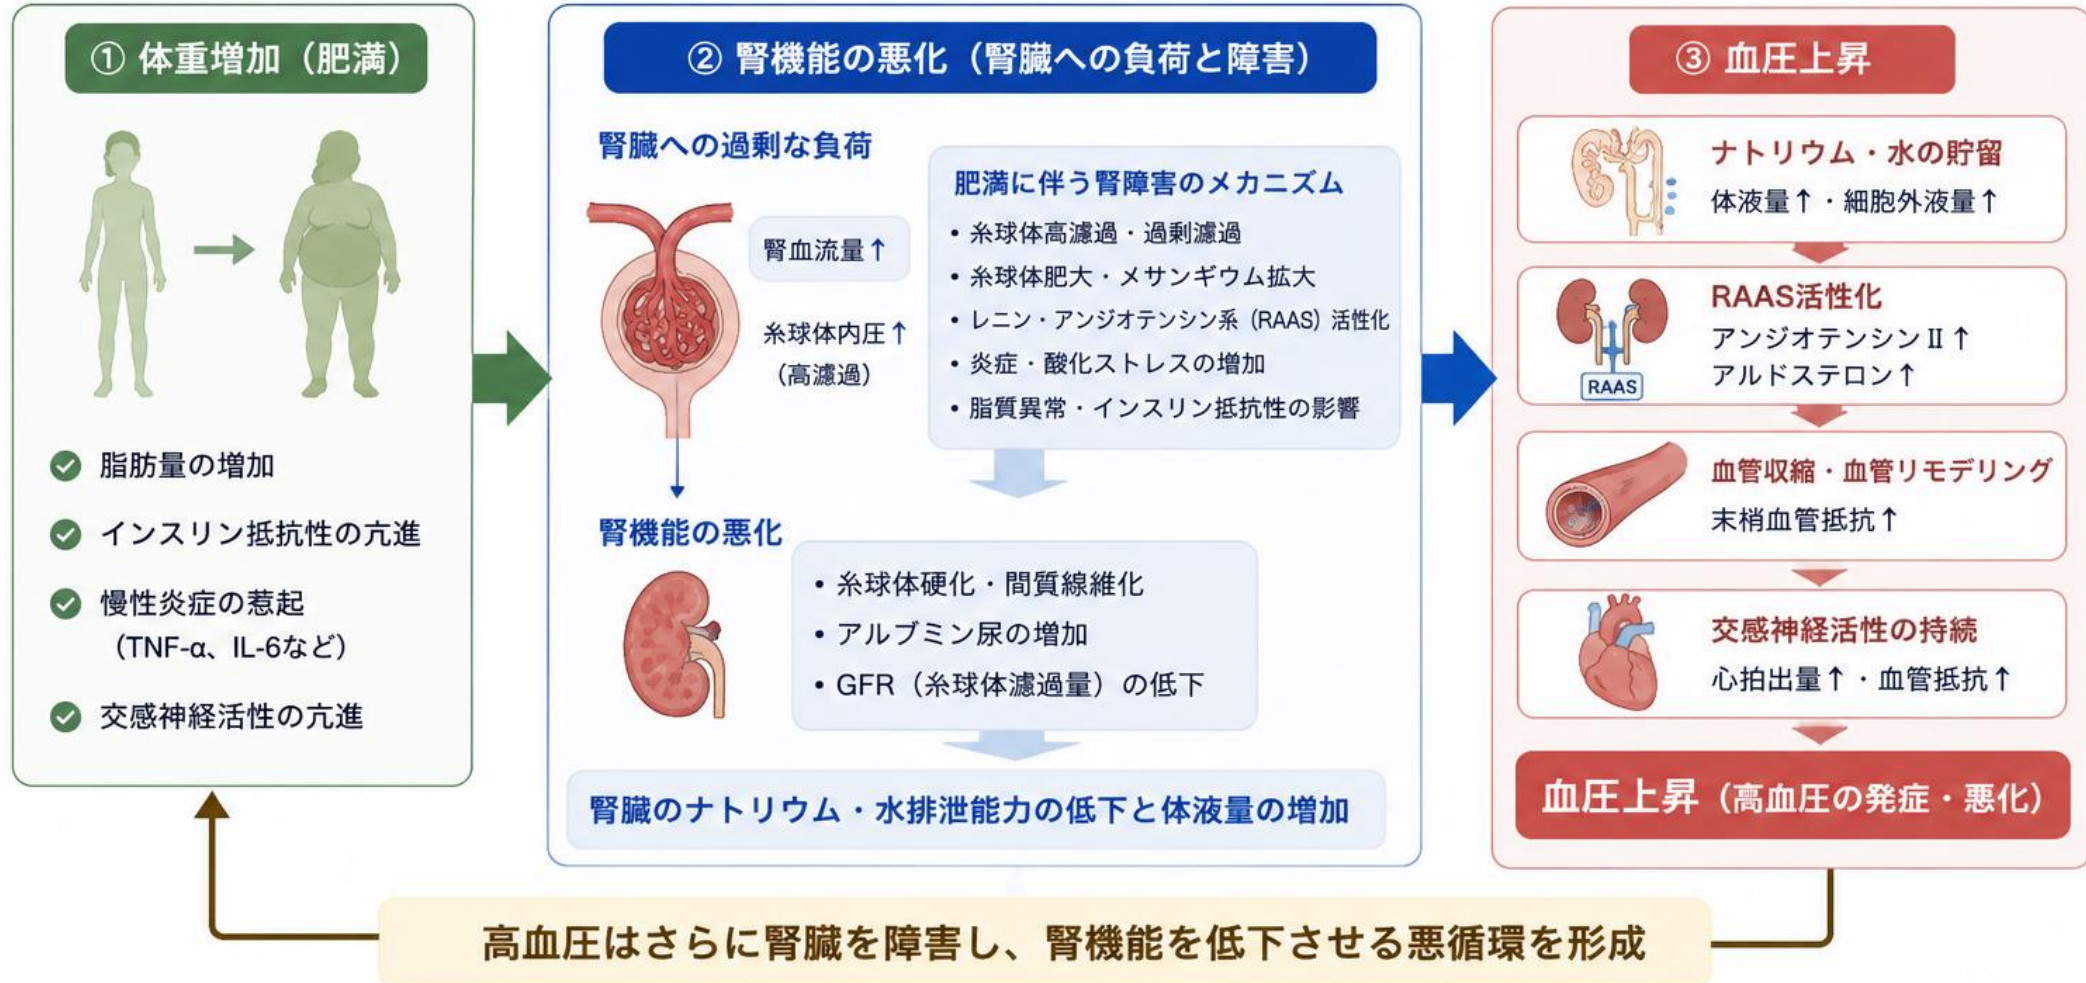 ① 体重増加（肥満）
脂肪量の増加
インスリン抵抗性の亢進
慢性炎症の惹起
（TNF-α、IL-6など）
交感神経活性の亢進
② 腎機能の悪化（腎臓への負荷と障害）
腎臓への過剰な負荷
腎血流量↑
糸球体内圧↑
（高濾過）
肥満に伴う腎障害のメカニズム
• 糸球体高濾過・過剰濾過
• 糸球体肥大・メサンギウム拡大
• レニン・アンジオテンシン系（RAAS）活性化
• 炎症・酸化ストレスの増加
• 脂質異常・インスリン抵抗性の影響
腎機能の悪化
• 糸球体硬化・間質線維化
• アルブミン尿の増加
• GFR（糸球体濾過量）の低下
腎臓のナトリウム・水排泄能力の低下と体液量の増加
③ 血圧上昇
ナトリウム・水の貯留
体液量↑・細胞外液量↑
RAAS
RAAS活性化
アンジオテンシンⅡ↑
アルドステロン↑
血管収縮・血管リモデリング
末梢血管抵抗↑
交感神経活性の持続
心拍出量↑・血管抵抗↑
血圧上昇（高血圧の発症・悪化）
高血圧はさらに腎臓を障害し、腎機能を低下させる悪循環を形成